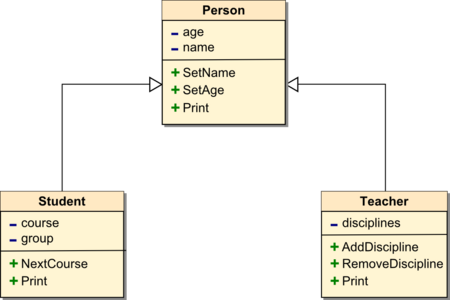 Person
- age
- name
+ SetName
+ SetAge
+ Print
Student
- course
- group
+ NextCourse
+ Print
Teacher
- disciplines
+ AddDiscipline
+ RemoveDiscipline
+ Print